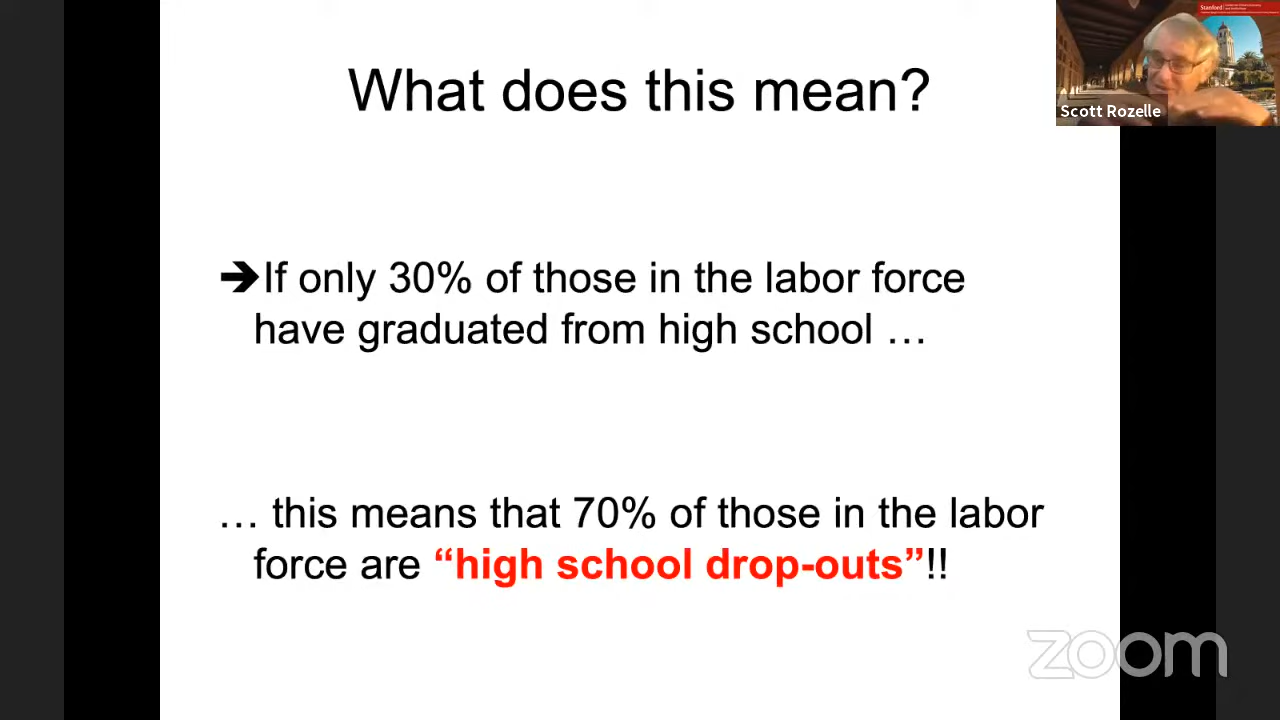 Stanford
What does this mean?
Scott Rozelle
➔If only 30% of those in the labor force
have graduated from high school …
… this means that 70% of those in the labor
force are “high school drop-outs”!!
zoom